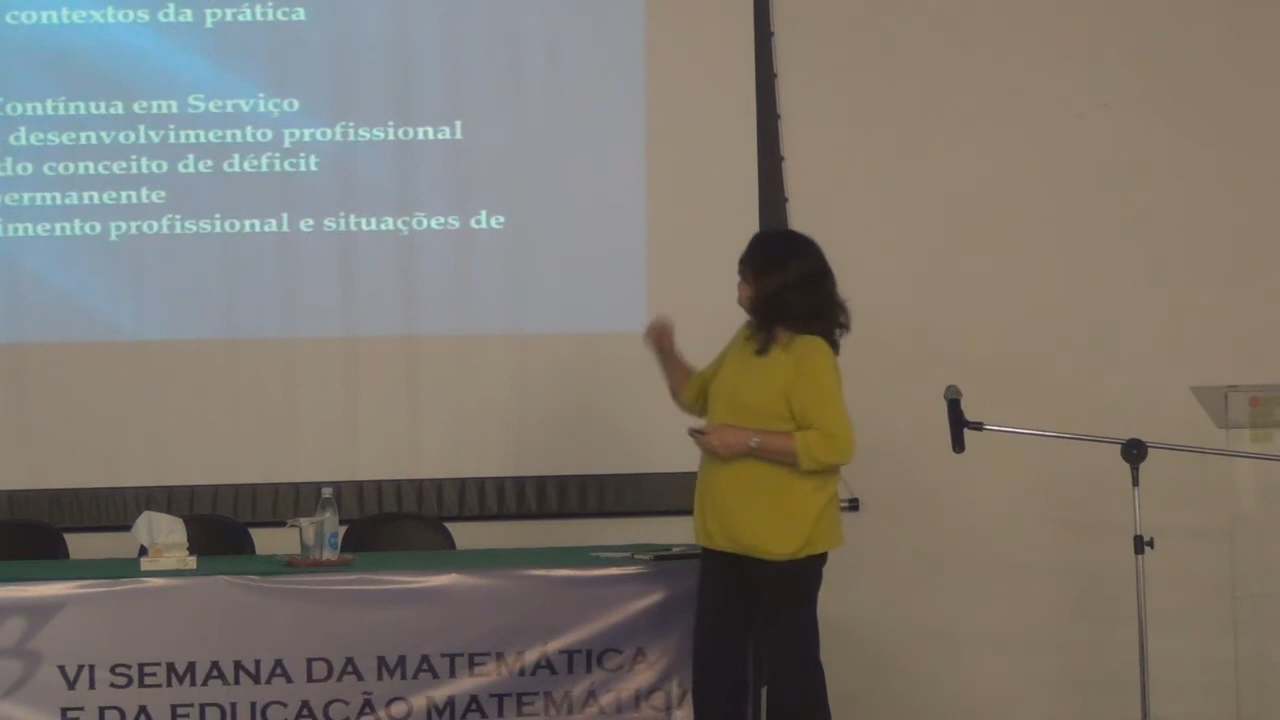 contextos da prática
Contínua em Serviço
desenvolvimento profissional
do conceito de déficit
permanente
imento profissional e situações de
VI SEMANA DA MATEMÁTICA
E DA EDUCAÇÃO MATEMÁTICA